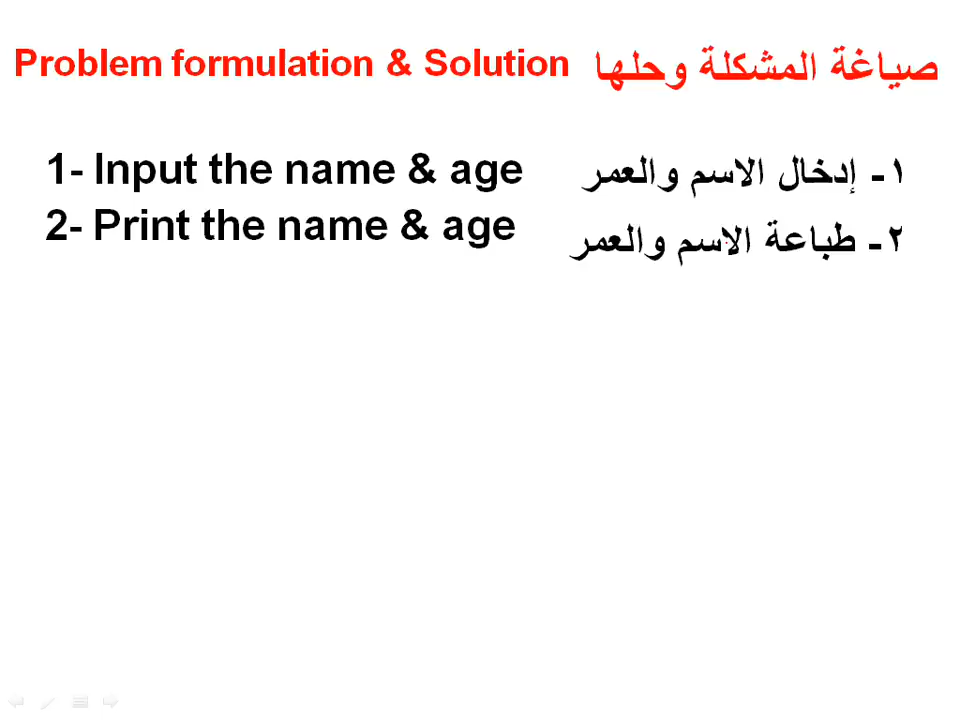 Problem formulation & Solution صياغة المشكلة وحلها
1- Input the name & age ١- إدخال الاسم والعمر
2- Print the name & age ٢- طباعة الاسم والعمر